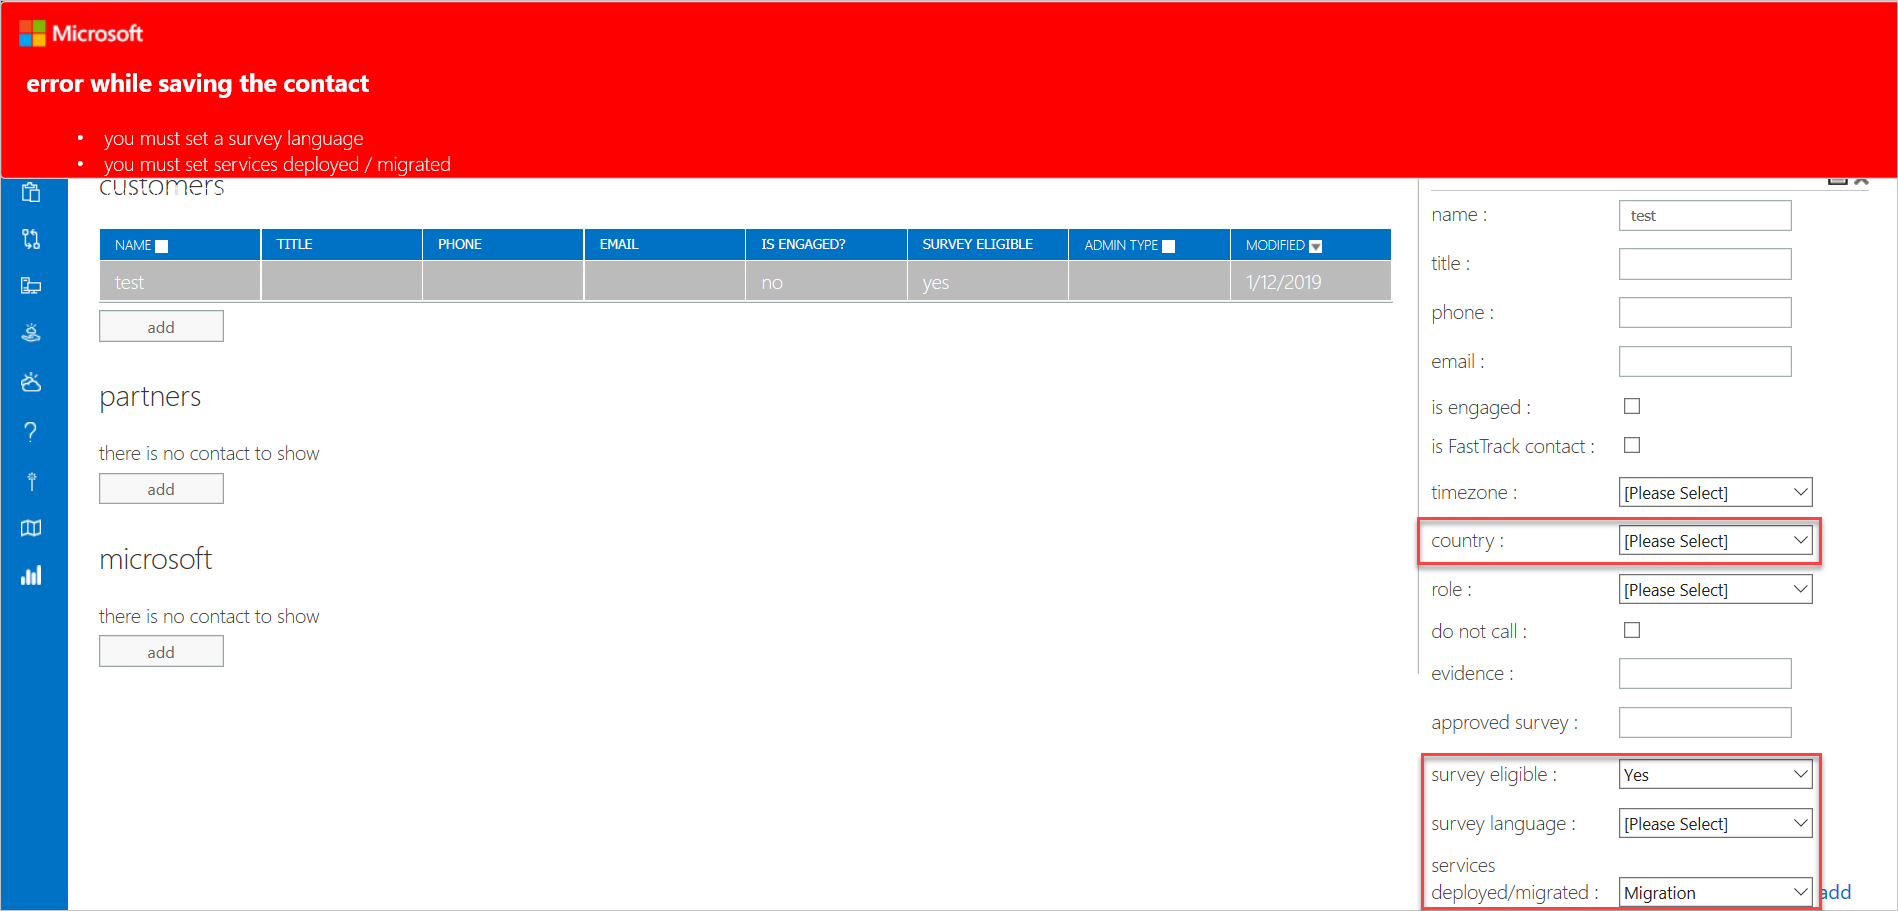 Microsoft
error while saving the contact
• you must set a survey language
• you must set services deployed / migrated
customers
NAME TITLE PHONE EMAIL IS ENGAGED? SURVEY ELIGIBLE ADMIN TYPE MODIFIED
test no yes 1/12/2019
add
partners
there is no contact to show
add
microsoft
there is no contact to show
add
name : test
title :
phone :
email :
is engaged :
is FastTrack contact :
timezone : [Please Select]
country : [Please Select]
role : [Please Select]
do not call :
evidence :
approved survey :
survey eligible : Yes
survey language : [Please Select]
services
deployed/migrated : Migration add